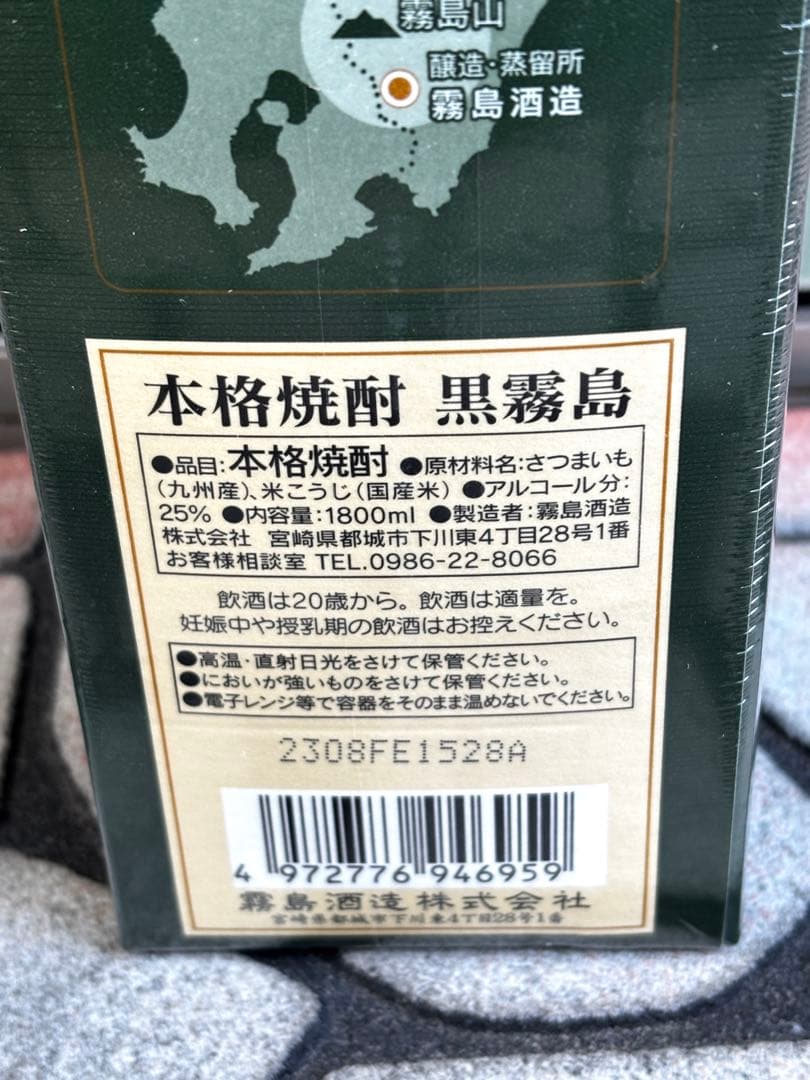 霧島山
醸造・蒸留所
霧島酒造
本格焼酎 黒霧島
●品目:本格焼酎 ●原材料名:さつまいも
(九州産)、米こうじ(国産米) ●アルコール分:
25% ●内容量:1800ml ●製造者:霧島酒造
株式会社 宮崎県都城市下川東4丁目28号1番
お客様相談室 TEL.0986-22-8066
飲酒は20歳から。飲酒は適量を。
妊娠中や授乳期の飲酒はお控えください。
●高温・直射日光をさけて保管ください。
●においが強いものをさけて保管ください。
●電子レンジ等で容器をそのまま温めないでください。
2308FE1528A
4 972776 946959
霧島酒造株式会社
宮崎県都城市下川東4丁目28号1番